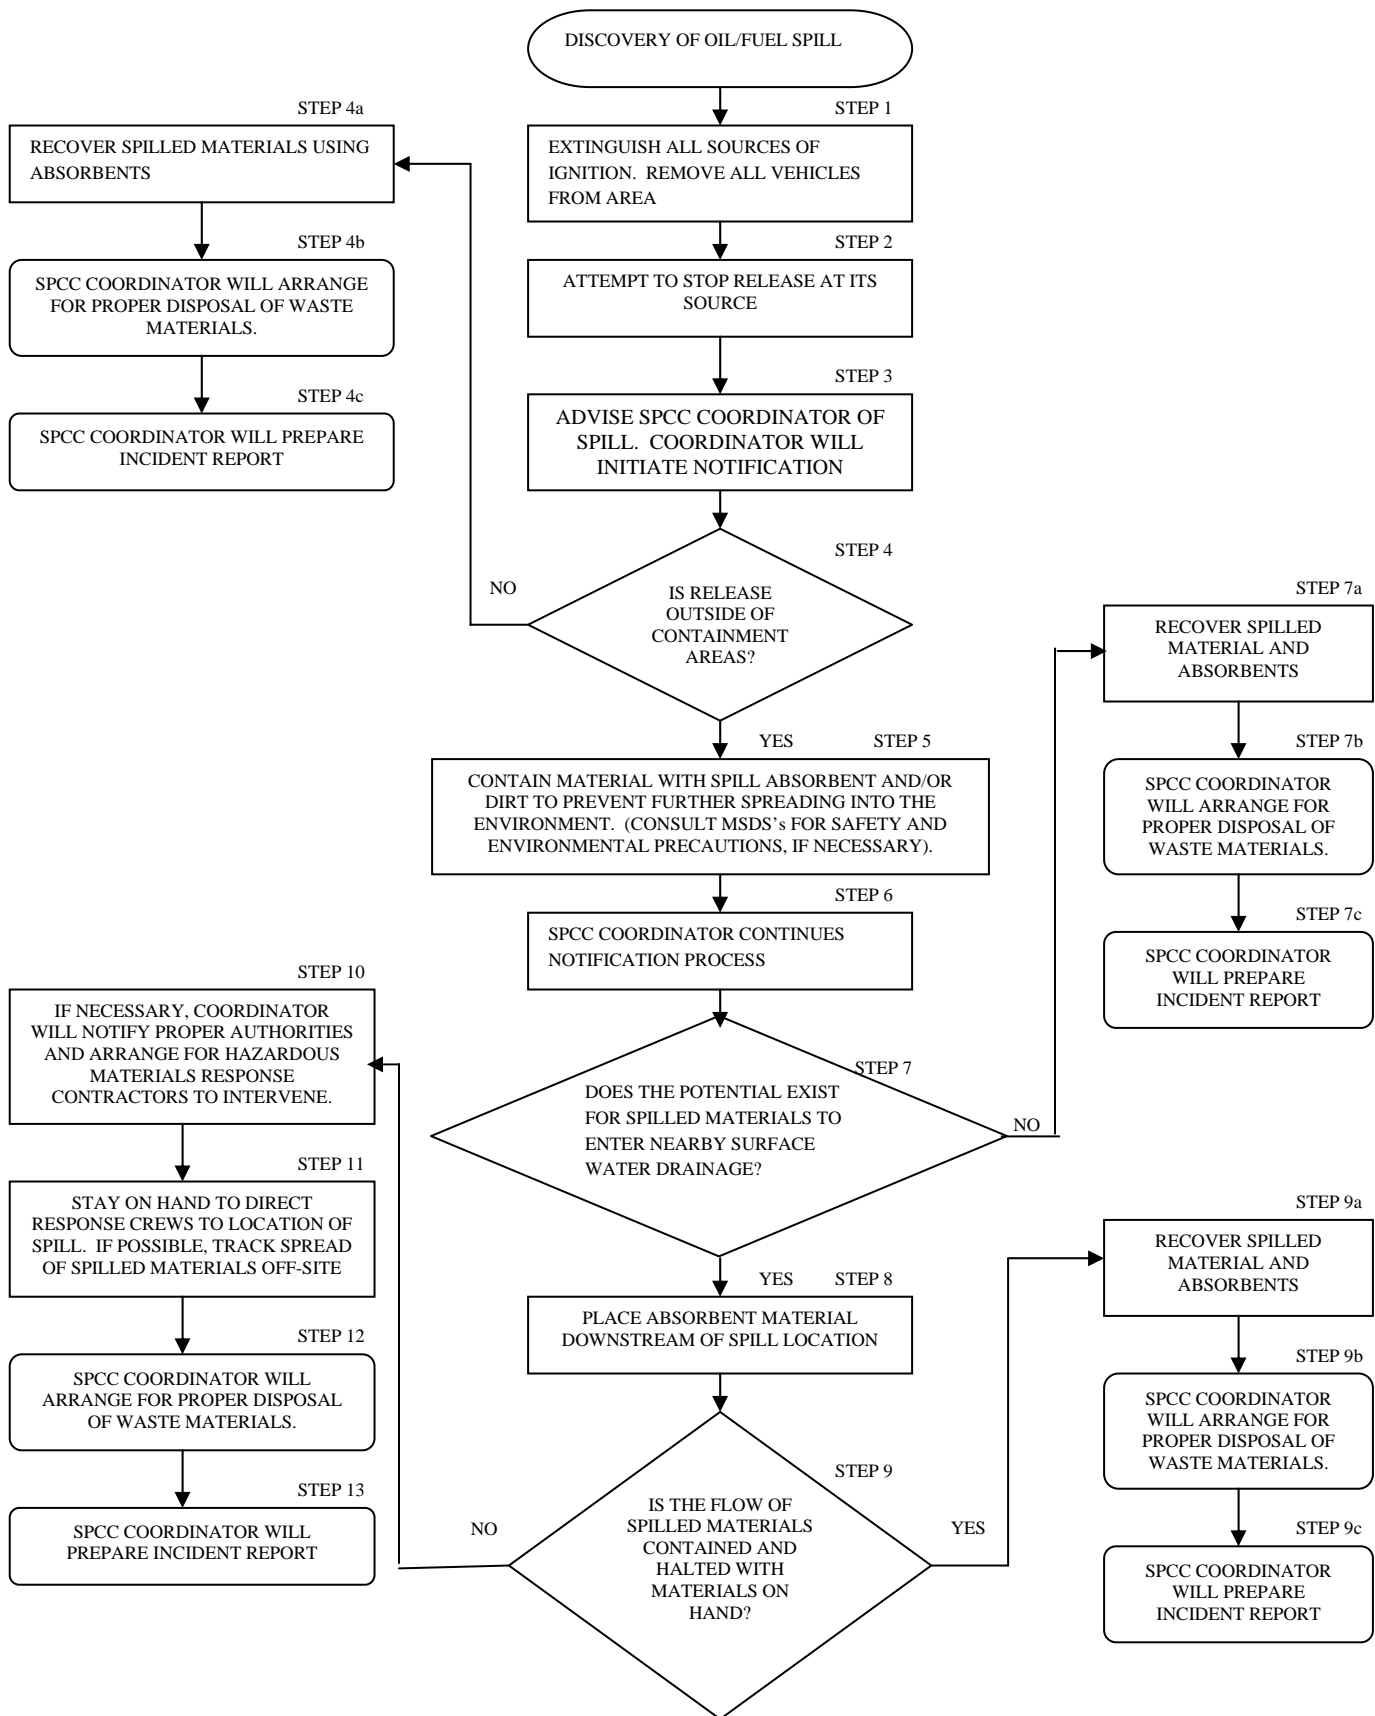 DISCOVERY OF OIL/FUEL SPILL
STEP 1
EXTINGUISH ALL SOURCES OF
IGNITION.  REMOVE ALL VEHICLES
FROM AREA
STEP 2
ATTEMPT TO STOP RELEASE AT ITS
SOURCE
STEP 3
ADVISE SPCC COORDINATOR OF
SPILL.  COORDINATOR WILL
INITIATE NOTIFICATION
STEP 4
IS RELEASE
OUTSIDE OF
CONTAINMENT
AREAS?
NO
STEP 4a
RECOVER SPILLED MATERIALS USING
ABSORBENTS
STEP 4b
SPCC COORDINATOR WILL ARRANGE
FOR PROPER DISPOSAL OF WASTE
MATERIALS.
STEP 4c
SPCC COORDINATOR WILL PREPARE
INCIDENT REPORT
YES
STEP 5
CONTAIN MATERIAL WITH SPILL ABSORBENT AND/OR
DIRT TO PREVENT FURTHER SPREADING INTO THE
ENVIRONMENT.  (CONSULT MSDS's FOR SAFETY AND
ENVIRONMENTAL PRECAUTIONS, IF NECESSARY).
STEP 6
SPCC COORDINATOR CONTINUES
NOTIFICATION PROCESS
STEP 7
DOES THE POTENTIAL EXIST
FOR SPILLED MATERIALS TO
ENTER NEARBY SURFACE
WATER DRAINAGE?
NO
STEP 7a
RECOVER SPILLED
MATERIAL AND
ABSORBENTS
STEP 7b
SPCC COORDINATOR
WILL ARRANGE FOR
PROPER DISPOSAL OF
WASTE MATERIALS.
STEP 7c
SPCC COORDINATOR
WILL PREPARE
INCIDENT REPORT
YES
STEP 8
PLACE ABSORBENT MATERIAL
DOWNSTREAM OF SPILL LOCATION
STEP 9
IS THE FLOW OF
SPILLED MATERIALS
CONTAINED AND
HALTED WITH
MATERIALS ON
HAND?
YES
STEP 9a
RECOVER SPILLED
MATERIAL AND
ABSORBENTS
STEP 9b
SPCC COORDINATOR
WILL ARRANGE FOR
PROPER DISPOSAL OF
WASTE MATERIALS.
STEP 9c
SPCC COORDINATOR
WILL PREPARE
INCIDENT REPORT
NO
STEP 10
IF NECESSARY, COORDINATOR
WILL NOTIFY PROPER AUTHORITIES
AND ARRANGE FOR HAZARDOUS
MATERIALS RESPONSE
CONTRACTORS TO INTERVENE.
STEP 11
STAY ON HAND TO DIRECT
RESPONSE CREWS TO LOCATION OF
SPILL.  IF POSSIBLE, TRACK SPREAD
OF SPILLED MATERIALS OFF-SITE
STEP 12
SPCC COORDINATOR WILL
ARRANGE FOR PROPER DISPOSAL
OF WASTE MATERIALS.
STEP 13
SPCC COORDINATOR WILL
PREPARE INCIDENT REPORT